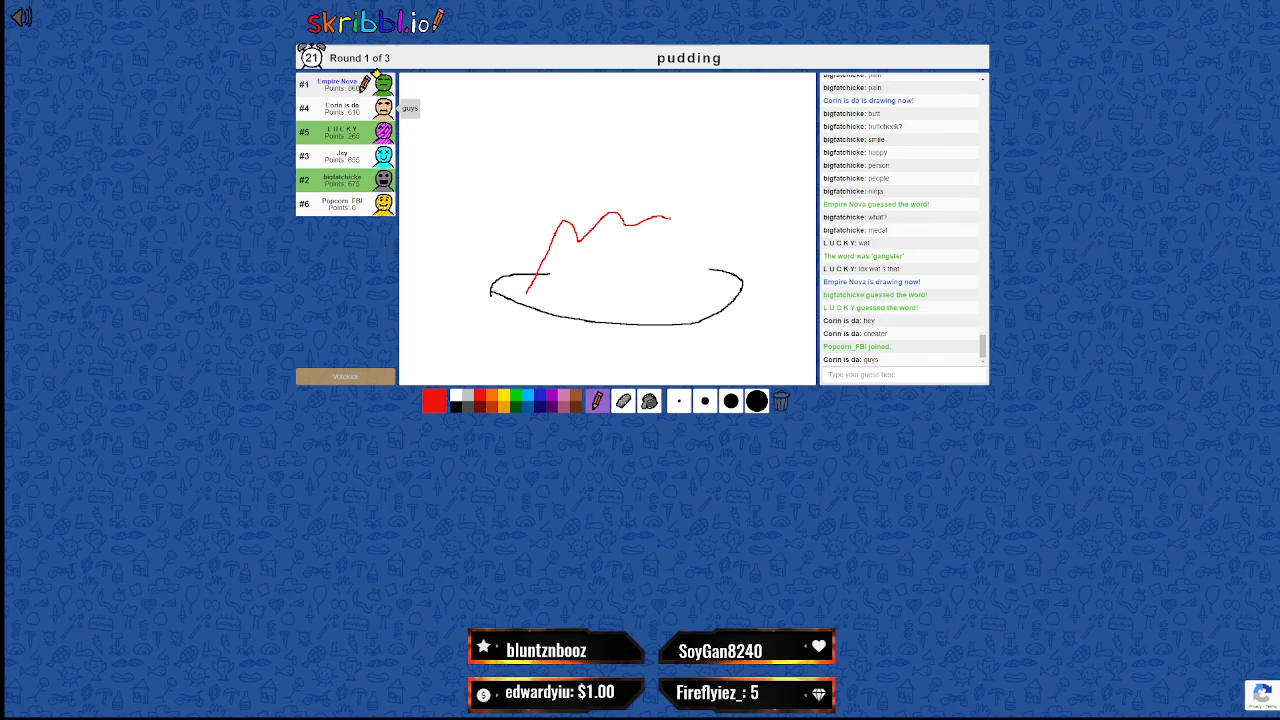 skribbl.io
21
Round 1 of 3
pudding
#1
Empire Nova
Points: 860
#4
Corin is da
Points: 610
guys
#5
L U C K Y
Points: 265
#3
Joy
Points: 655
#2
bigfatchicke
Points: 675
#6
Popcorn_FBI
Points: 0
Votekick
bigfatchicke: pain
bigfatchicke: pain
Corin is da is drawing now!
bigfatchicke: butt
bigfatchicke: buttcheek?
bigfatchicke: smile
bigfatchicke: happy
bigfatchicke: person
bigfatchicke: people
bigfatchicke: ninja
Empire Nova guessed the word!
bigfatchicke: what?
bigfatchicke: medal
L U C K Y: wat
The word was 'gangster'
L U C K Y: idk wat s that
Empire Nova is drawing now!
bigfatchicke guessed the word!
L U C K Y guessed the word!
Corin is da: hey
Corin is da: cheater
Popcorn_FBI joined.
Corin is da: guys
Type your guess here
bluntznbooz
SoyGan8240
edwardyiu: $1.00
Fireflyiez_: 5
Privacy - Terms